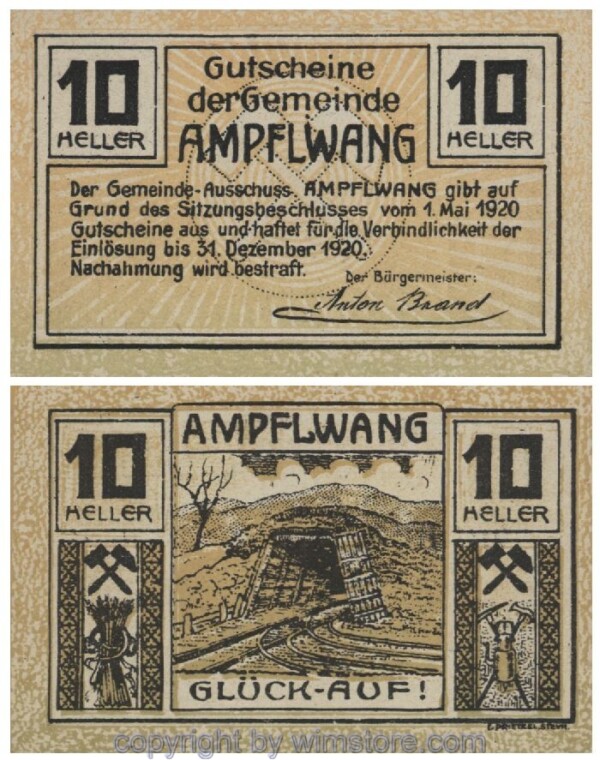 10
HELLER
Gutscheine
der Gemeinde
AMPFLWANG
10
HELLER
Der Gemeinde-Ausschuss AMPFLWANG gibt auf
Grund des Sitzungsbeschlusses vom 1. Mai 1920
Gutscheine aus und haftet für die Verbindlichkeit der
Einlösung bis 31. Dezember 1920.
Nachahmung wird bestraft.
Der Bürgermeister:
Anton Brand
AMPFLWANG
10
HELLER
10
HELLER
GLÜCK-AUF!
copyright by wimstore.com